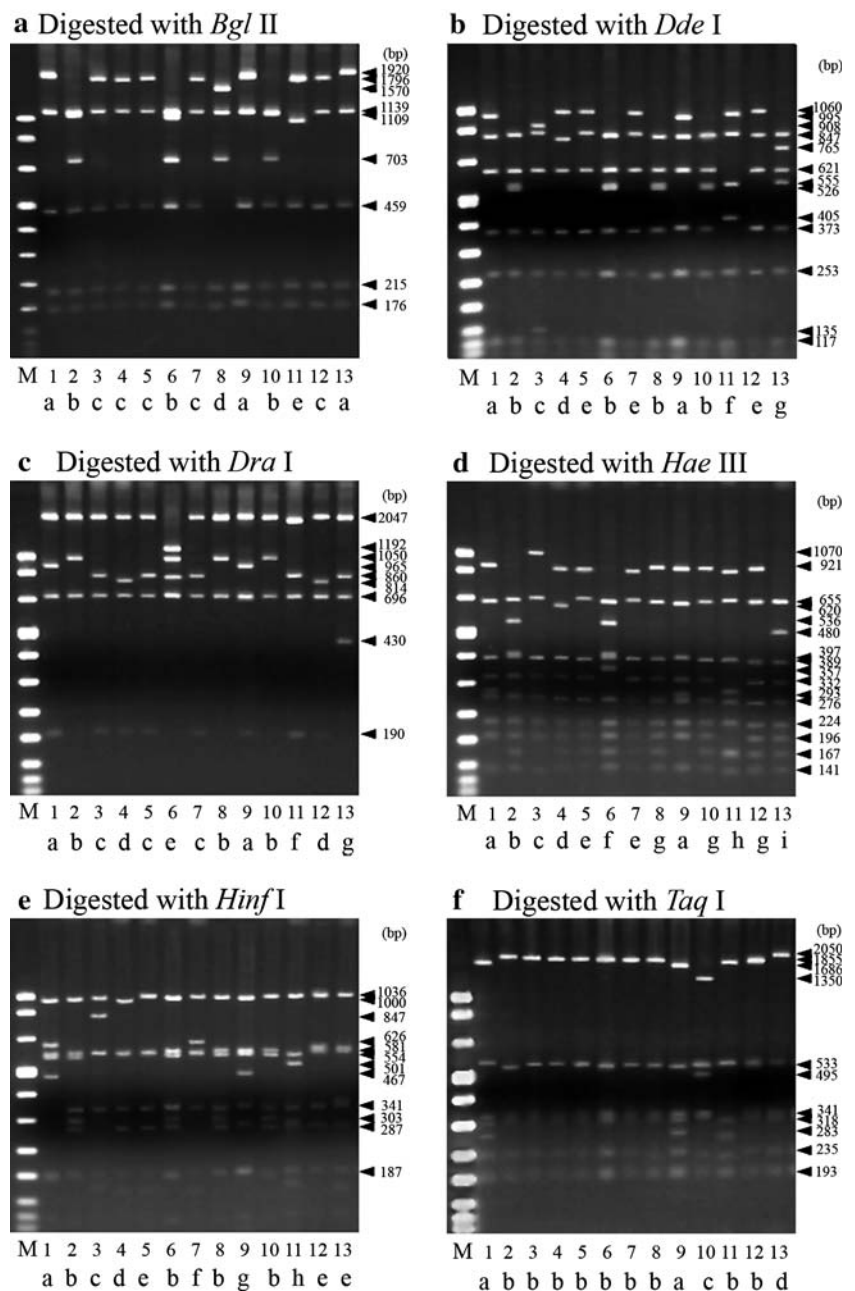 a Digested with Bgl II
(bp)
1920
1796
1570
1139
1109
703
459
215
176
M 1 2 3 4 5 6 7 8 9 10 11 12 13
a b c c c b c d a b e c a
b Digested with Dde I
(bp)
1060
995
908
847
765
621
555
526
405
373
253
135
117
M 1 2 3 4 5 6 7 8 9 10 11 12 13
a b c d e b e b a b f e g
c Digested with Dra I
(bp)
2047
1192
1050
965
860
814
696
430
190
M 1 2 3 4 5 6 7 8 9 10 11 12 13
a b c d c e c b a b f d g
d Digested with Hae III
(bp)
1070
921
655
620
536
480
397
389
357
332
293
276
224
196
167
141
M 1 2 3 4 5 6 7 8 9 10 11 12 13
a b c d e f e g a g h g i
e Digested with Hinf I
(bp)
1036
1000
847
626
581
554
501
467
341
303
287
187
M 1 2 3 4 5 6 7 8 9 10 11 12 13
a b c d e b f b g b h e e
f Digested with Taq I
(bp)
2050
1855
1686
1350
533
495
341
318
283
235
193
M 1 2 3 4 5 6 7 8 9 10 11 12 13
a b b b b b b b a c b b d